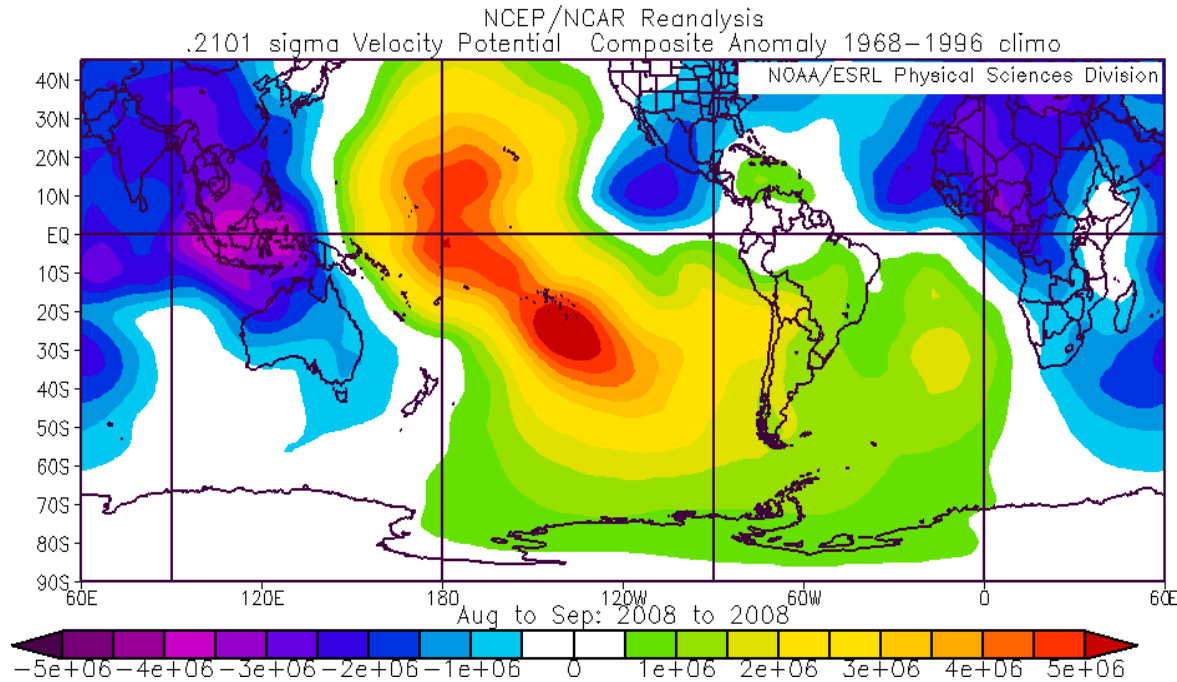 NCEP/NCAR Reanalysis
.2101 sigma Velocity Potential Composite Anomaly 1968-1996 climo
NOAA/ESRL Physical Sciences Division
40N
30N
20N
10N
EQ
10S
20S
30S
40S
50S
60S
70S
80S
90S
60E 120E 180 120W 60W 0 60E
Aug to Sep: 2008 to 2008
-5e+06 -4e+06 -3e+06 -2e+06 -1e+06 0 1e+06 2e+06 3e+06 4e+06 5e+06